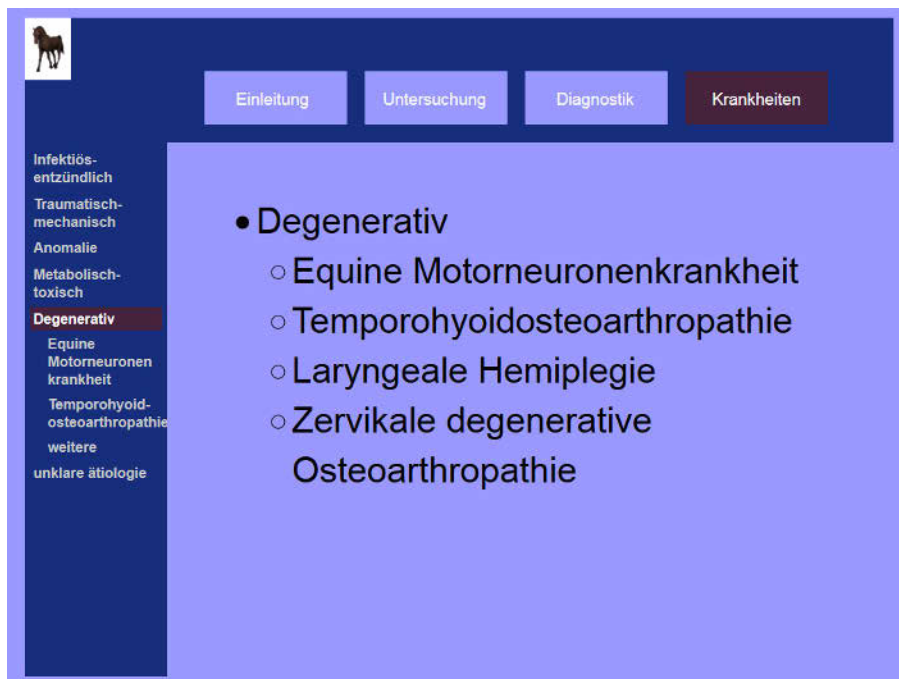 Einleitung
Untersuchung
Diagnostik
Krankheiten
Infektiös-
entzündlich
Traumatisch-
mechanisch
Anomalie
Metabolisch-
toxisch
Degenerativ
Equine
Motorneuronen
krankheit
Temporohyoid-
osteoarthropathie
weitere
unklare ätiologie
• Degenerativ
○ Equine Motorneuronenkrankheit
○ Temporohyoidosteoarthropathie
○ Laryngeale Hemiplegie
○ Zervikale degenerative
Osteoarthropathie